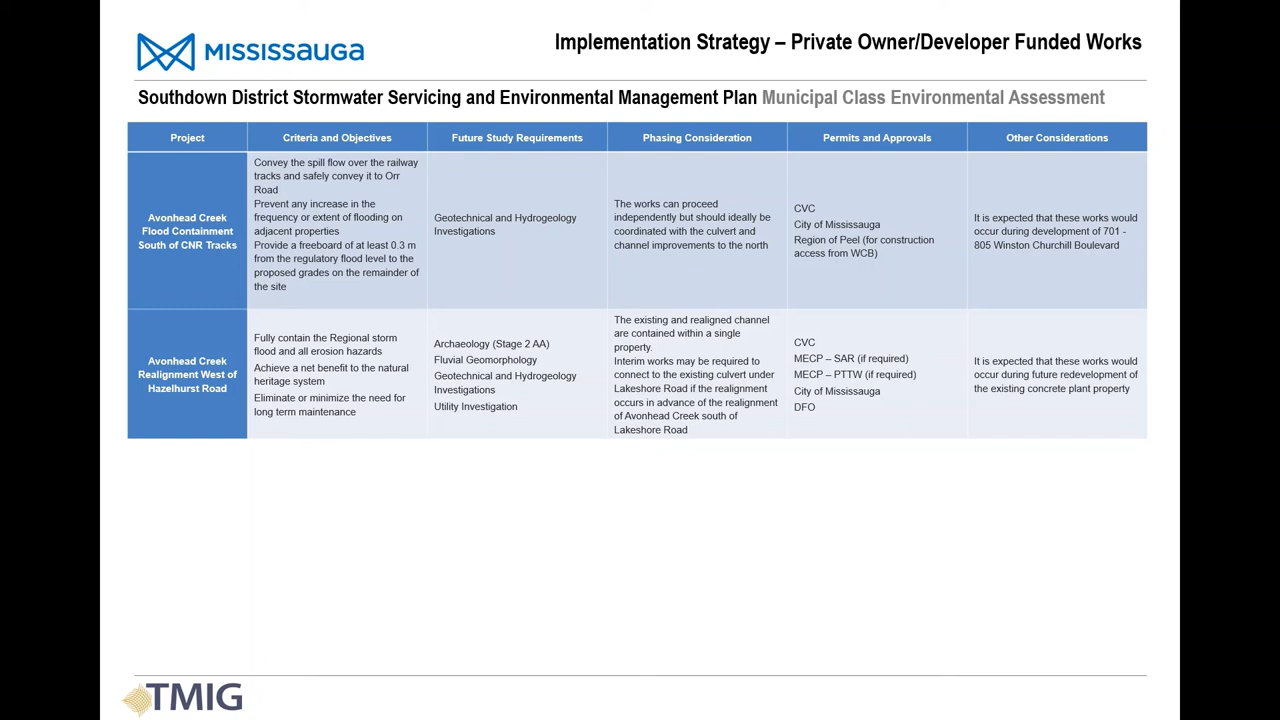 MISSISSAUGA
Implementation Strategy – Private Owner/Developer Funded Works
Southdown District Stormwater Servicing and Environmental Management Plan Municipal Class Environmental Assessment
Project
Criteria and Objectives
Future Study Requirements
Phasing Consideration
Permits and Approvals
Other Considerations
Avonhead Creek
Flood Containment
South of CNR Tracks
Convey the spill flow over the railway
tracks and safely convey it to Orr
Road
Prevent any increase in the
frequency or extent of flooding on
adjacent properties
Provide a freeboard of at least 0.3 m
from the regulatory flood level to the
proposed grades on the remainder of
the site
Geotechnical and Hydrogeology
Investigations
The works can proceed
independently but should ideally be
coordinated with the culvert and
channel improvements to the north
CVC
City of Mississauga
Region of Peel (for construction
access from WCB)
It is expected that these works would
occur during development of 701 -
805 Winston Churchill Boulevard
Avonhead Creek
Realignment West of
Hazelhurst Road
Fully contain the Regional storm
flood and all erosion hazards
Achieve a net benefit to the natural
heritage system
Eliminate or minimize the need for
long term maintenance
Archaeology (Stage 2 AA)
Fluvial Geomorphology
Geotechnical and Hydrogeology
Investigations
Utility Investigation
The existing and realigned channel
are contained within a single
property.
Interim works may be required to
connect to the existing culvert under
Lakeshore Road if the realignment
occurs in advance of the realignment
of Avonhead Creek south of
Lakeshore Road
CVC
MECP – SAR (if required)
MECP – PTTW (if required)
City of Mississauga
DFO
It is expected that these works would
occur during future redevelopment of
the existing concrete plant property
TMIG